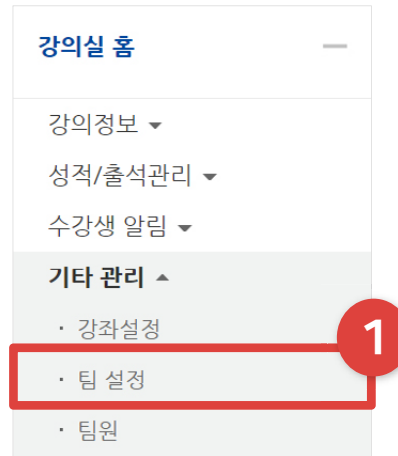 강의실 홈
강의정보
성적/출석관리
수강생 알림
기타 관리
· 강좌설정
1
· 팀 설정
· 팀원